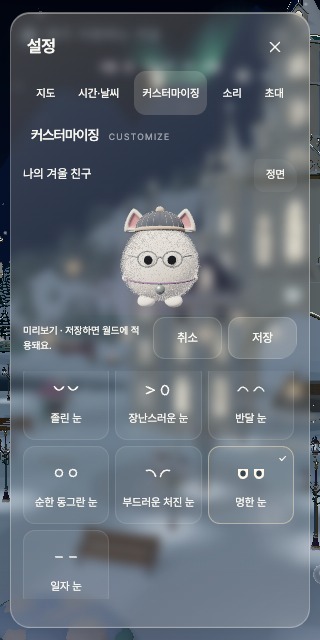 설정
지도 시간·날씨 커스터마이징 소리 초대
커스터마이징 CUSTOMIZE
나의 겨울 친구 정면
미리보기 · 저장하면 월드에 적
용돼요.
취소 저장
졸린 눈 장난스러운 눈 반달 눈
순한 동그란 눈 부드러운 처진 눈 멍한 눈
일자 눈